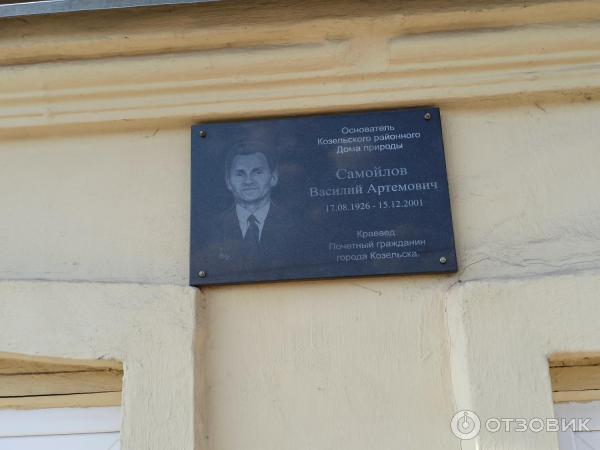 Основатель
Козельского районного
Дома природы
Самойлов
Василий Артемович
17.08.1926 - 15.12.2001
Краевед
Почетный гражданин
города Козельска.
ОТЗОВИК